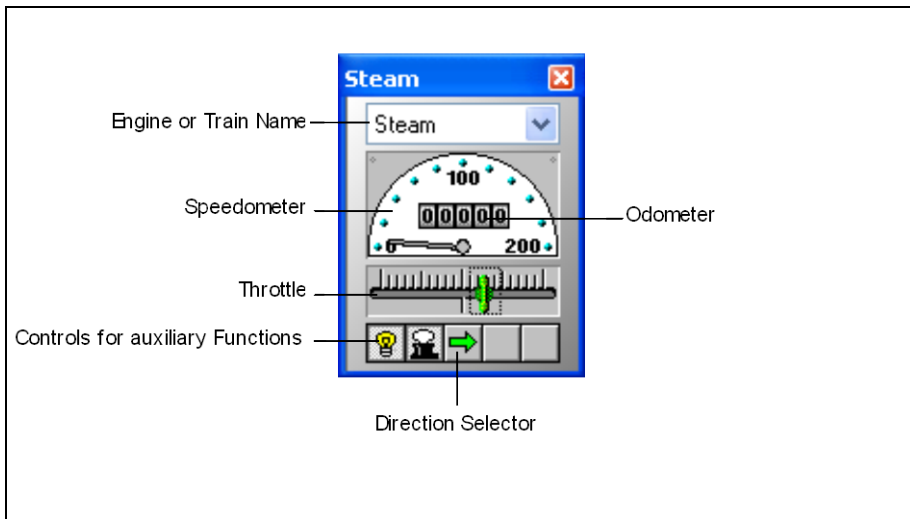 Steam
Engine or Train Name
Steam
100
Speedometer
00000
Odometer
0
200
Throttle
Controls for auxiliary Functions
Direction Selector